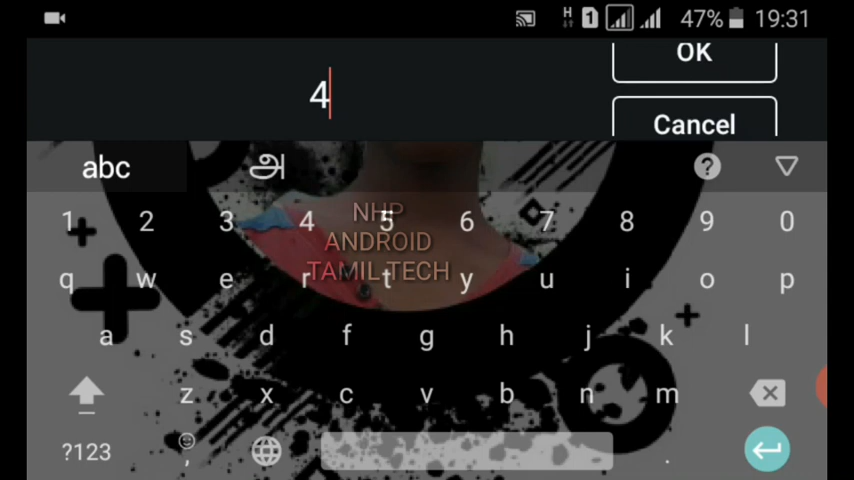 H 1 47% 19:31
OK
4
Cancel
abc அ ?
1 2 3 4 5 6 7 8 9 0
NHP
ANDROID
TAMIL TECH
q w e r t y u i o p
a s d f g h j k l
z x c v b n m
?123 , .